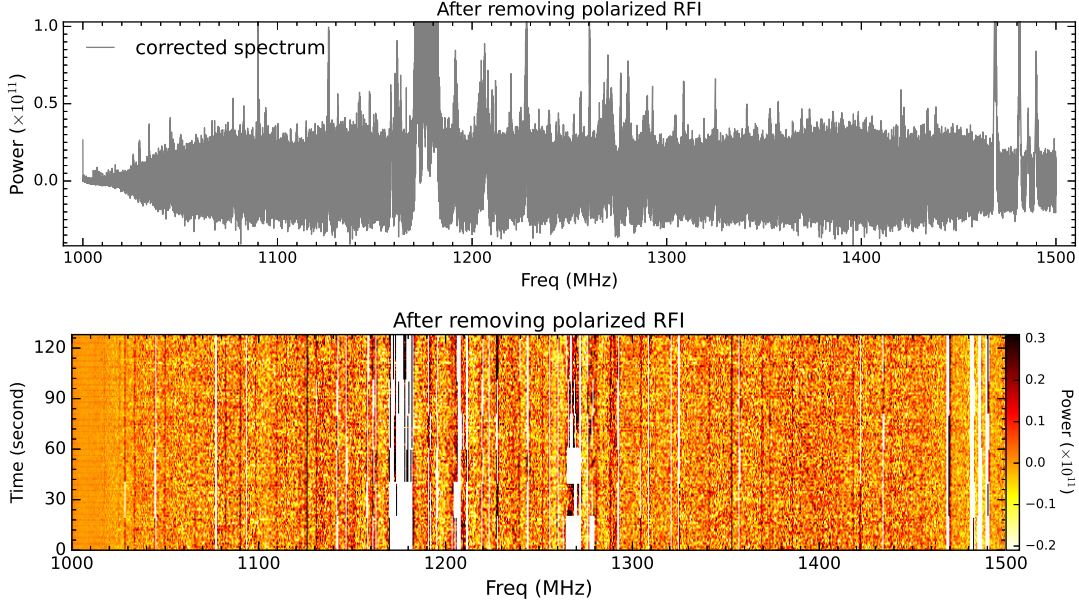 After removing polarized RFI
corrected spectrum
Power (×10¹¹)
1.0
0.5
0.0
1000 1100 1200 1300 1400 1500
Freq (MHz)
After removing polarized RFI
Time (second)
120
90
60
30
0
1000 1100 1200 1300 1400 1500
Freq (MHz)
0.3
0.2
0.1
0.0
−0.1
−0.2
Power (×10¹¹)